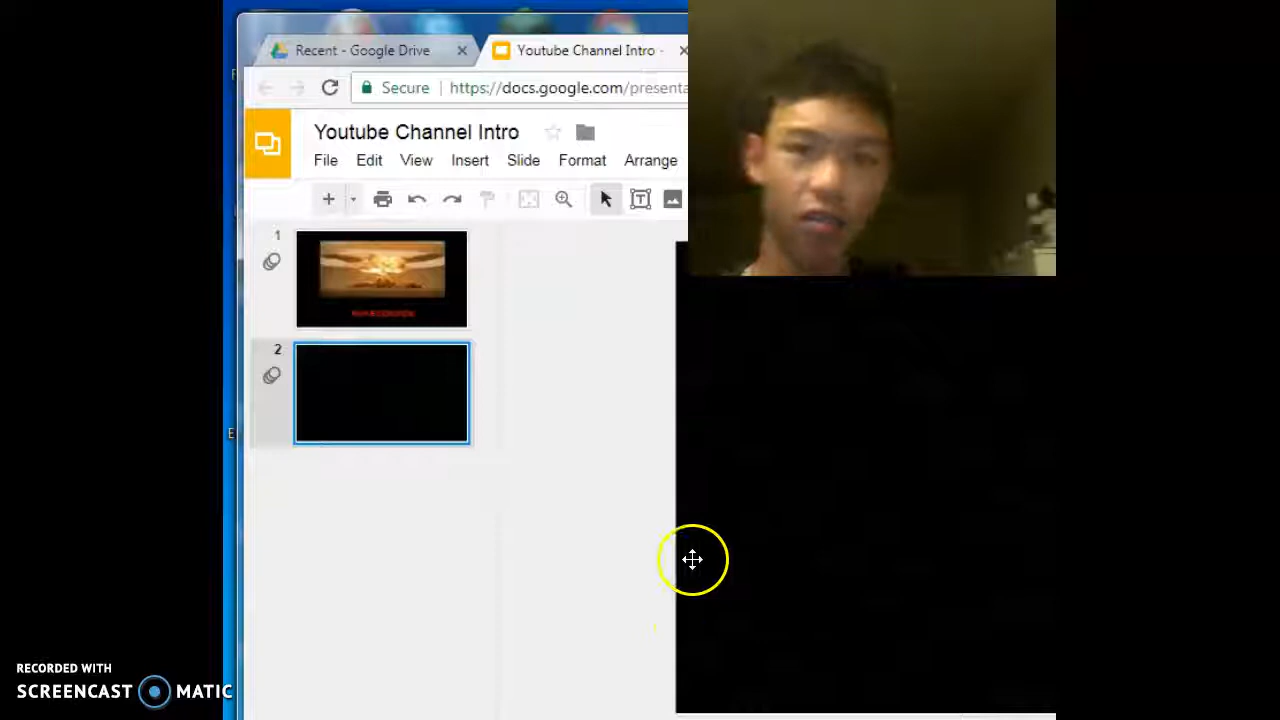 Recent - Google Drive
Youtube Channel Intro -
Secure
https://docs.google.com/presenta
Youtube Channel Intro
File Edit View Insert Slide Format Arrange
1
2
E
RECORDED WITH
SCREENCAST MATIC